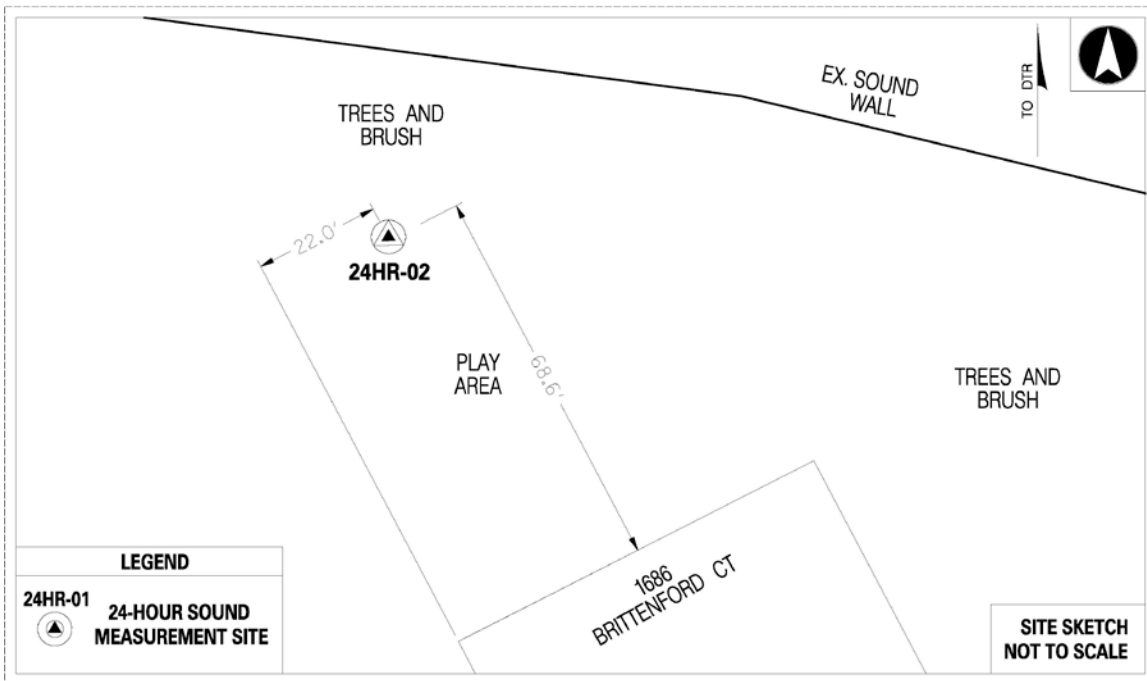 EX. SOUND
WALL
TO DTR
TREES AND
BRUSH
22.0'
24HR-02
PLAY
AREA
68.6'
TREES AND
BRUSH
1686
BRITTENFORD CT
LEGEND
24HR-01
24-HOUR SOUND
MEASUREMENT SITE
SITE SKETCH
NOT TO SCALE